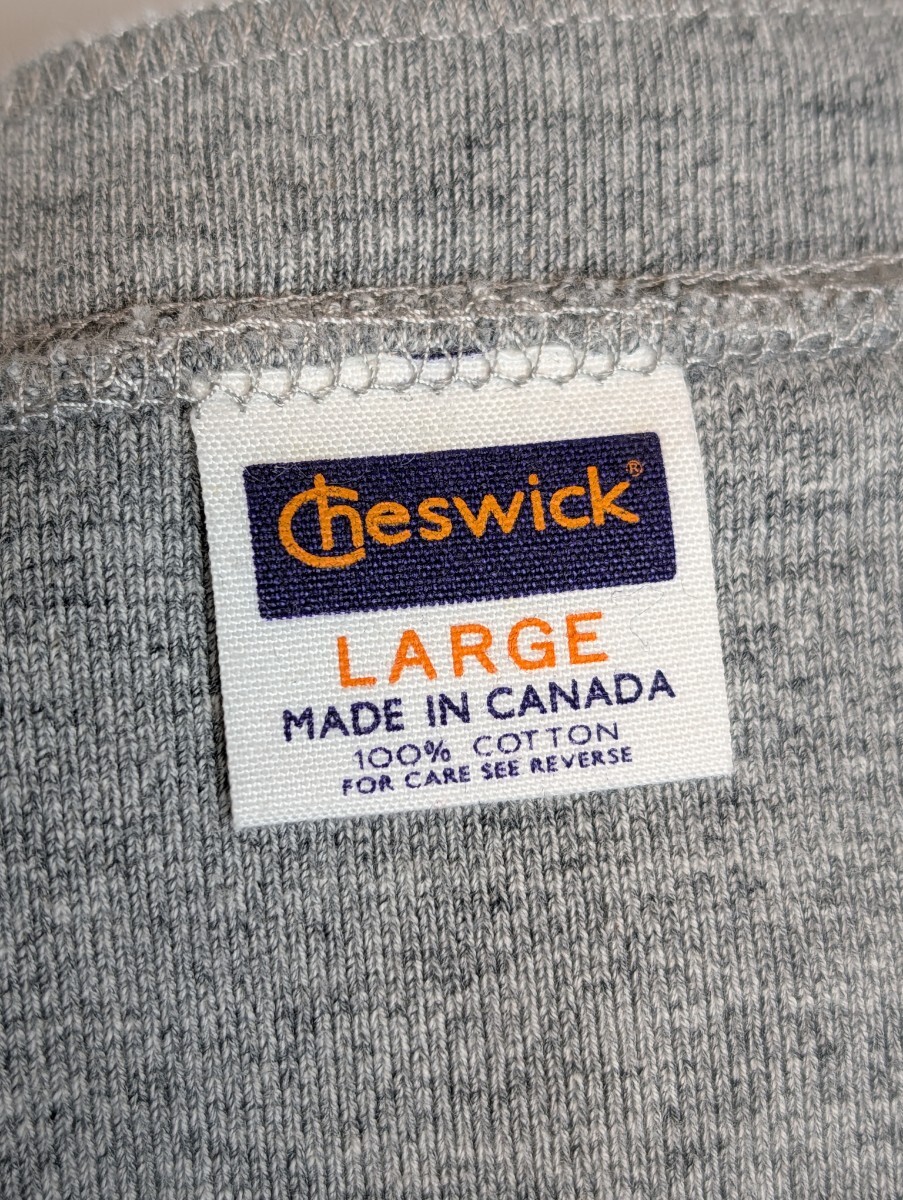 Cheswick®
LARGE
MADE IN CANADA
100% COTTON
FOR CARE SEE REVERSE